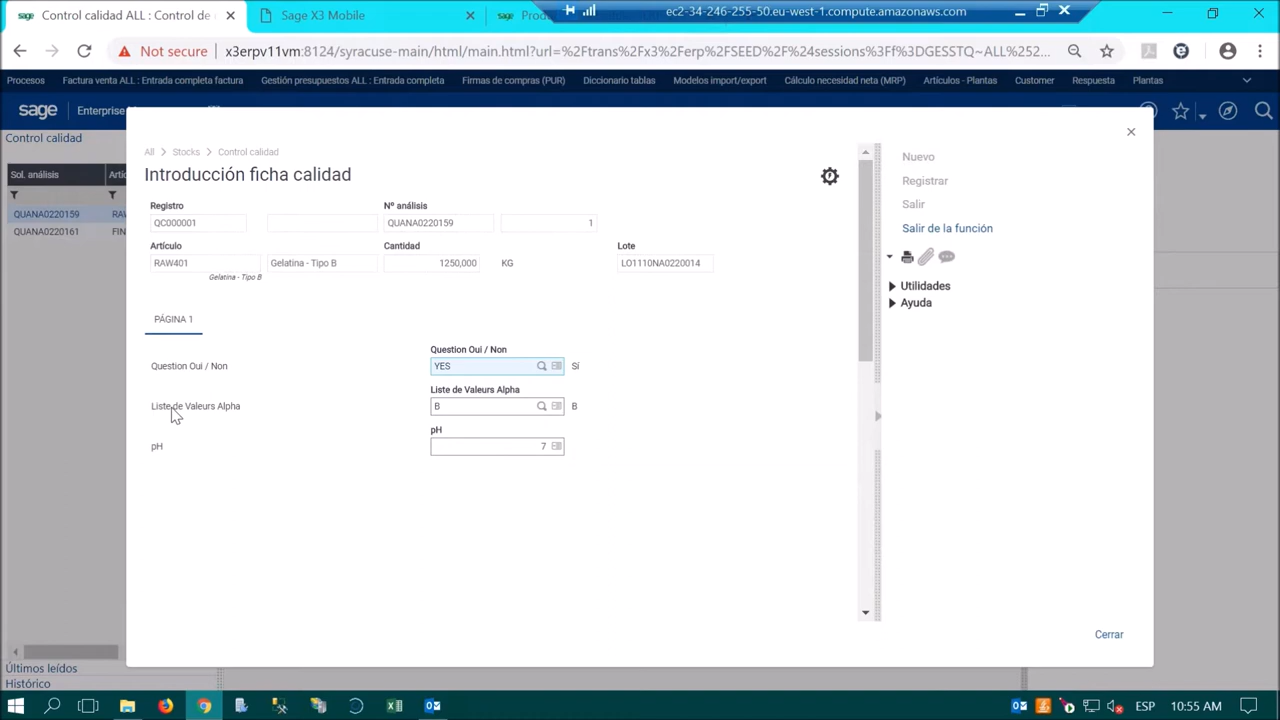 Control calidad ALL : Control de
Sage X3 Mobile
Produ
ec2-34-246-255-50.eu-west-1.compute.amazonaws.com
Not secure
x3erpv11vm:8124/syracuse-main/html/main.html?url=%2Ftrans%2Fx3%2Ferp%2FSEED%2F%24sessions%3Ff%3DGESSTQ~ALL%252...
Procesos
Factura venta ALL : Entrada completa factura
Gestión presupuestos ALL : Entrada completa
Firmas de compras (PUR)
Diccionario tablas
Modelos import/export
Cálculo necesidad neta (MRP)
Artículos - Plantas
Customer
Respuesta
Plantas
sage
Enterprise
Control calidad
Sol. análisis
Artíc
QUANA0220159
RAW
QUANA0220161
FIN
Últimos leídos
Histórico
All
Stocks
Control calidad
Introducción ficha calidad
Registro
Nº análisis
QC000001
QUANA0220159
1
Artículo
Cantidad
Lote
RAW401
Gelatina - Tipo B
1250,000
KG
LO1110NA0220014
Gelatina - Tipo B
PÁGINA 1
Question Oui / Non
Question Oui / Non
YES
Sí
Liste de Valeurs Alpha
Liste de Valeurs Alpha
B
B
pH
pH
7
Nuevo
Registrar
Salir
Salir de la función
Utilidades
Ayuda
Cerrar
ESP
10:55 AM